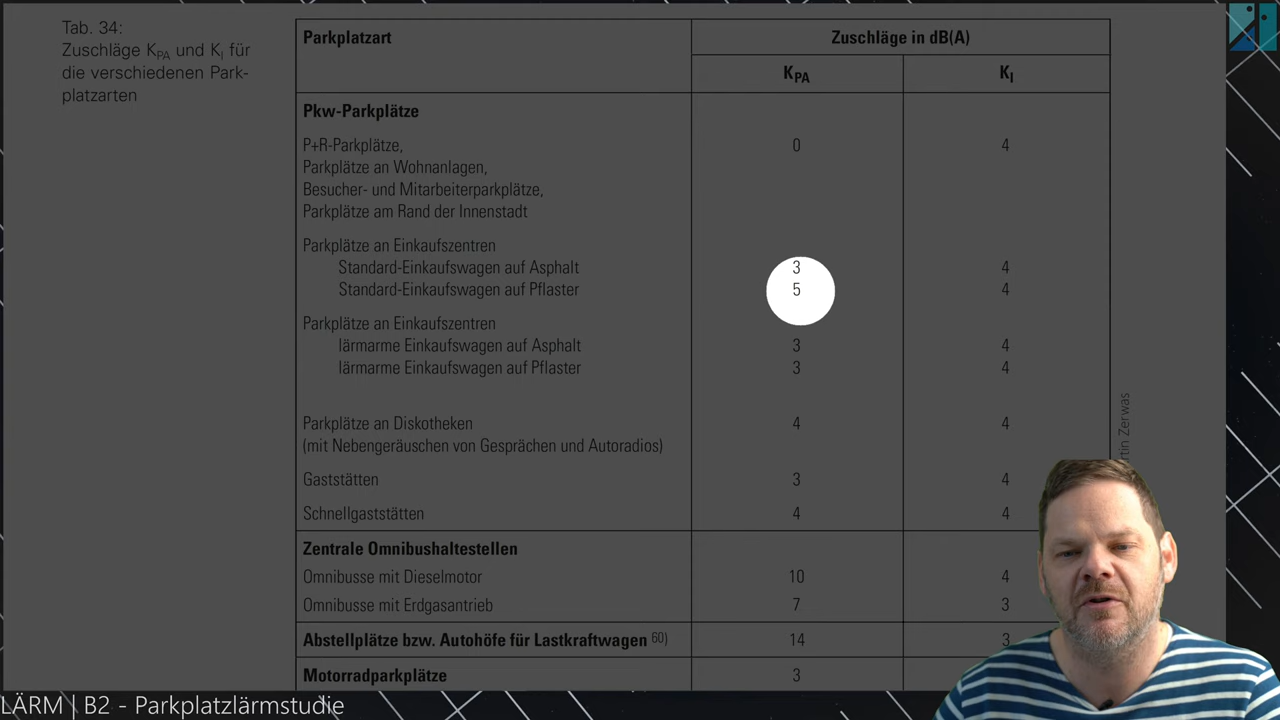 Tab. 34:
Zuschläge KPA und KI für
die verschiedenen Park-
platzarten
Parkplatzart
Zuschläge in dB(A)
KPA KI
Pkw-Parkplätze
P+R-Parkplätze, 0 4
Parkplätze an Wohnanlagen,
Besucher- und Mitarbeiterparkplätze,
Parkplätze am Rand der Innenstadt
Parkplätze an Einkaufszentren
Standard-Einkaufswagen auf Asphalt 3 4
Standard-Einkaufswagen auf Pflaster 5 4
Parkplätze an Einkaufszentren
lärmarme Einkaufswagen auf Asphalt 3 4
lärmarme Einkaufswagen auf Pflaster 3 4
Parkplätze an Diskotheken 4 4
(mit Nebengeräuschen von Gesprächen und Autoradios)
Gaststätten 3 4
Schnellgaststätten 4 4
Zentrale Omnibushaltestellen
Omnibusse mit Dieselmotor 10 4
Omnibusse mit Erdgasantrieb 7 3
Abstellplätze bzw. Autohöfe für Lastkraftwagen 60) 14 3
Motorradparkplätze 3
Zerwas
LÄRM | B2 - Parkplatzlärmstudie